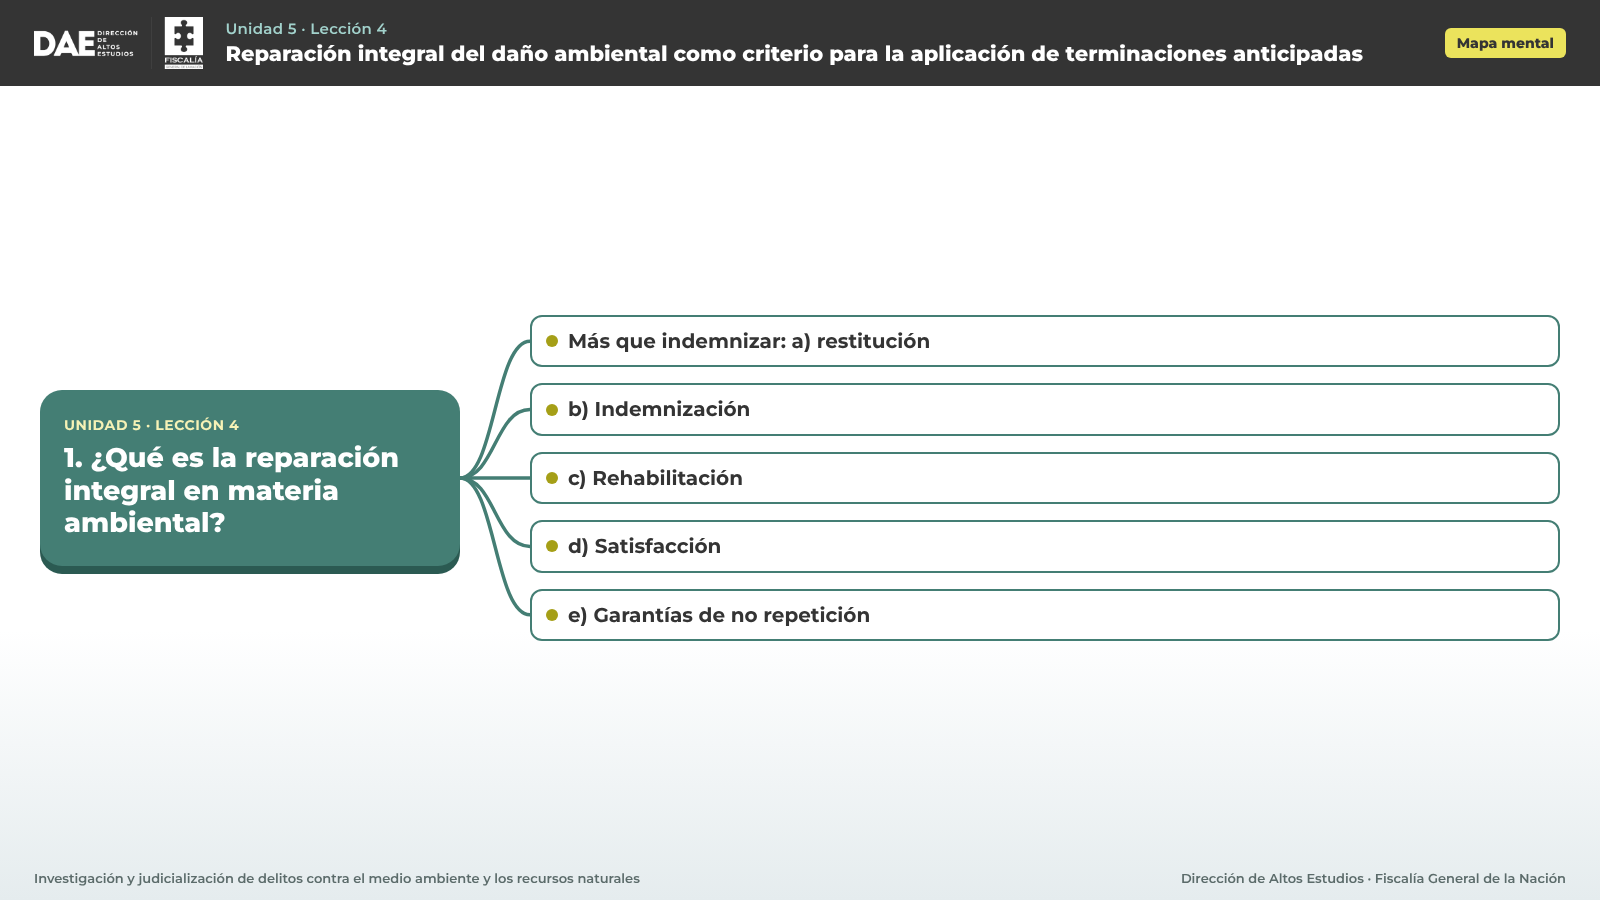 DAE DIRECCIÓN
DE
ALTOS
ESTUDIOS
FISCALÍA
Unidad 5 · Lección 4
Reparación integral del daño ambiental como criterio para la aplicación de terminaciones anticipadas
Mapa mental
UNIDAD 5 · LECCIÓN 4
1. ¿Qué es la reparación
integral en materia
ambiental?
Más que indemnizar: a) restitución
b) Indemnización
c) Rehabilitación
d) Satisfacción
e) Garantías de no repetición
Investigación y judicialización de delitos contra el medio ambiente y los recursos naturales
Dirección de Altos Estudios · Fiscalía General de la Nación